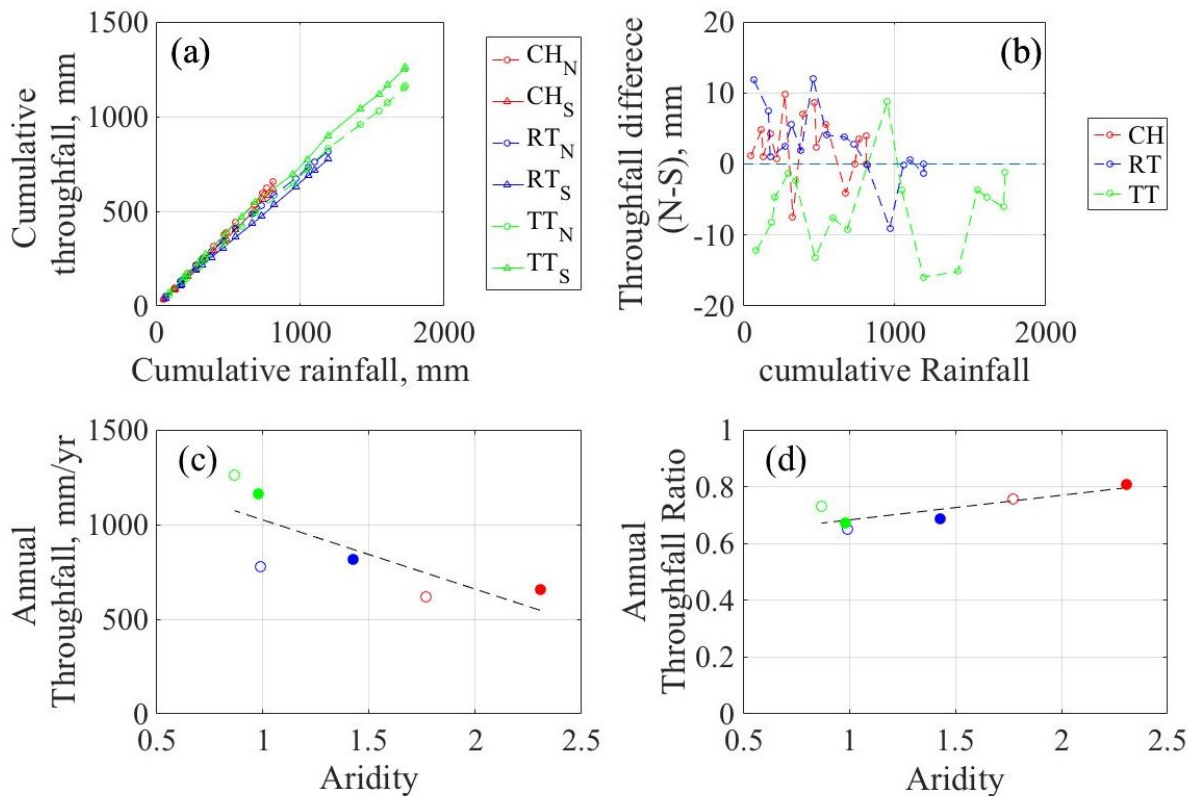 (a)
1500
1000
500
0
0
1000
2000
Cumulative
throughfall, mm
Cumulative rainfall, mm
CH_N
CH_S
RT_N
RT_S
TT_N
TT_S
(b)
20
10
0
-10
-20
0
1000
2000
Throughfall differece
(N-S), mm
cumulative Rainfall
CH
RT
TT
(c)
1500
1000
500
0
0.5
1
1.5
2
2.5
Annual
Throughfall, mm/yr
Aridity
(d)
1
0.8
0.6
0.4
0.2
0
0.5
1
1.5
2
2.5
Annual
Throughfall Ratio
Aridity